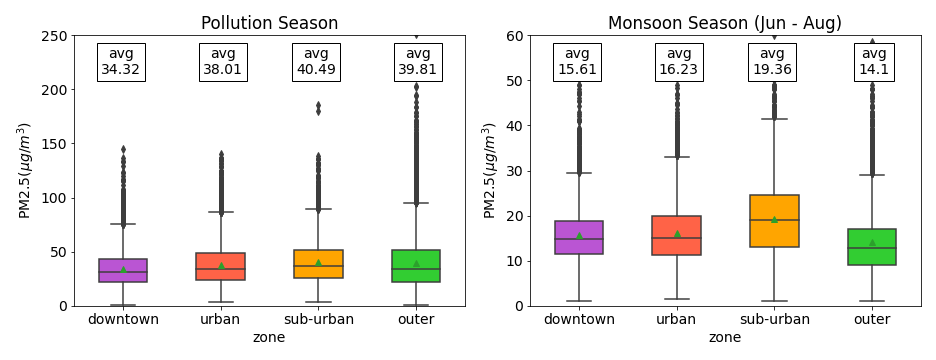 Pollution Season
PM2.5(μg/m³)
250
200
150
100
50
0
avg
34.32
avg
38.01
avg
40.49
avg
39.81
downtown
urban
sub-urban
outer
zone
Monsoon Season (Jun - Aug)
PM2.5(μg/m³)
60
50
40
30
20
10
0
avg
15.61
avg
16.23
avg
19.36
avg
14.1
downtown
urban
sub-urban
outer
zone